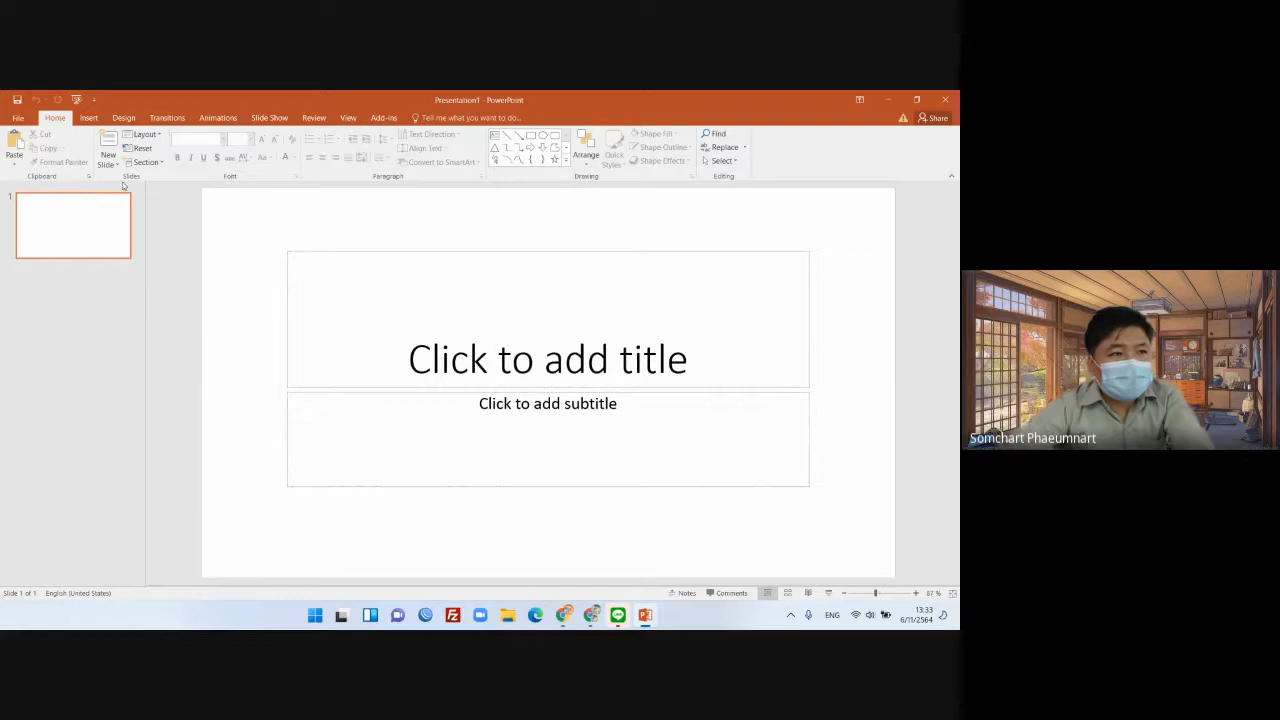 Presentation1 - PowerPoint
File Home Insert Design Transitions Animations Slide Show Review View Add-ins Tell me what you want to do... Share
Paste Cut Copy Format Painter
Clipboard
New Slide Layout Reset Section
Slides
Font
Text Direction Align Text Convert to SmartArt
Paragraph
Arrange Quick Styles Shape Fill Shape Outline Shape Effects
Drawing
Find Replace Select
Editing
1
Click to add title
Click to add subtitle
Somchart Phaeumnart
Slide 1 of 1 English (United States) Notes Comments 87 %
ENG 13:33
6/11/2564